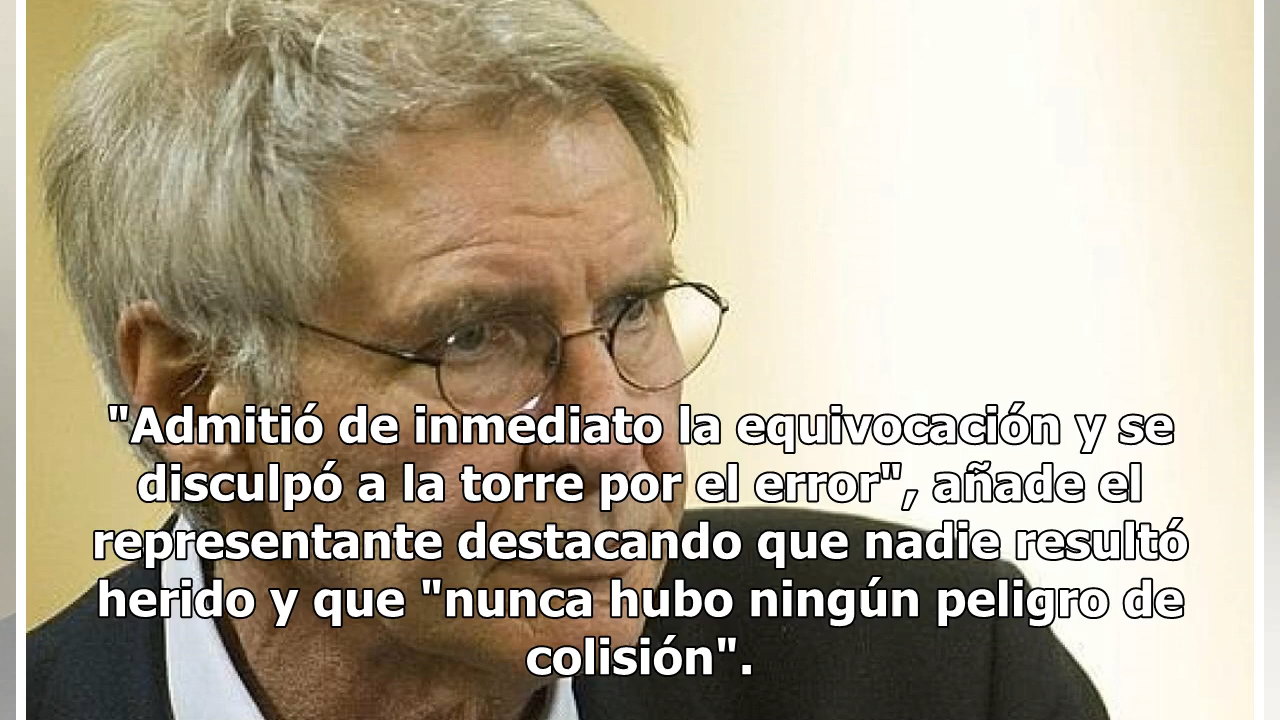 "Admitió de inmediato la equivocación y se
disculpó a la torre por el error", añade el
representante destacando que nadie resultó
herido y que "nunca hubo ningún peligro de
colisión".